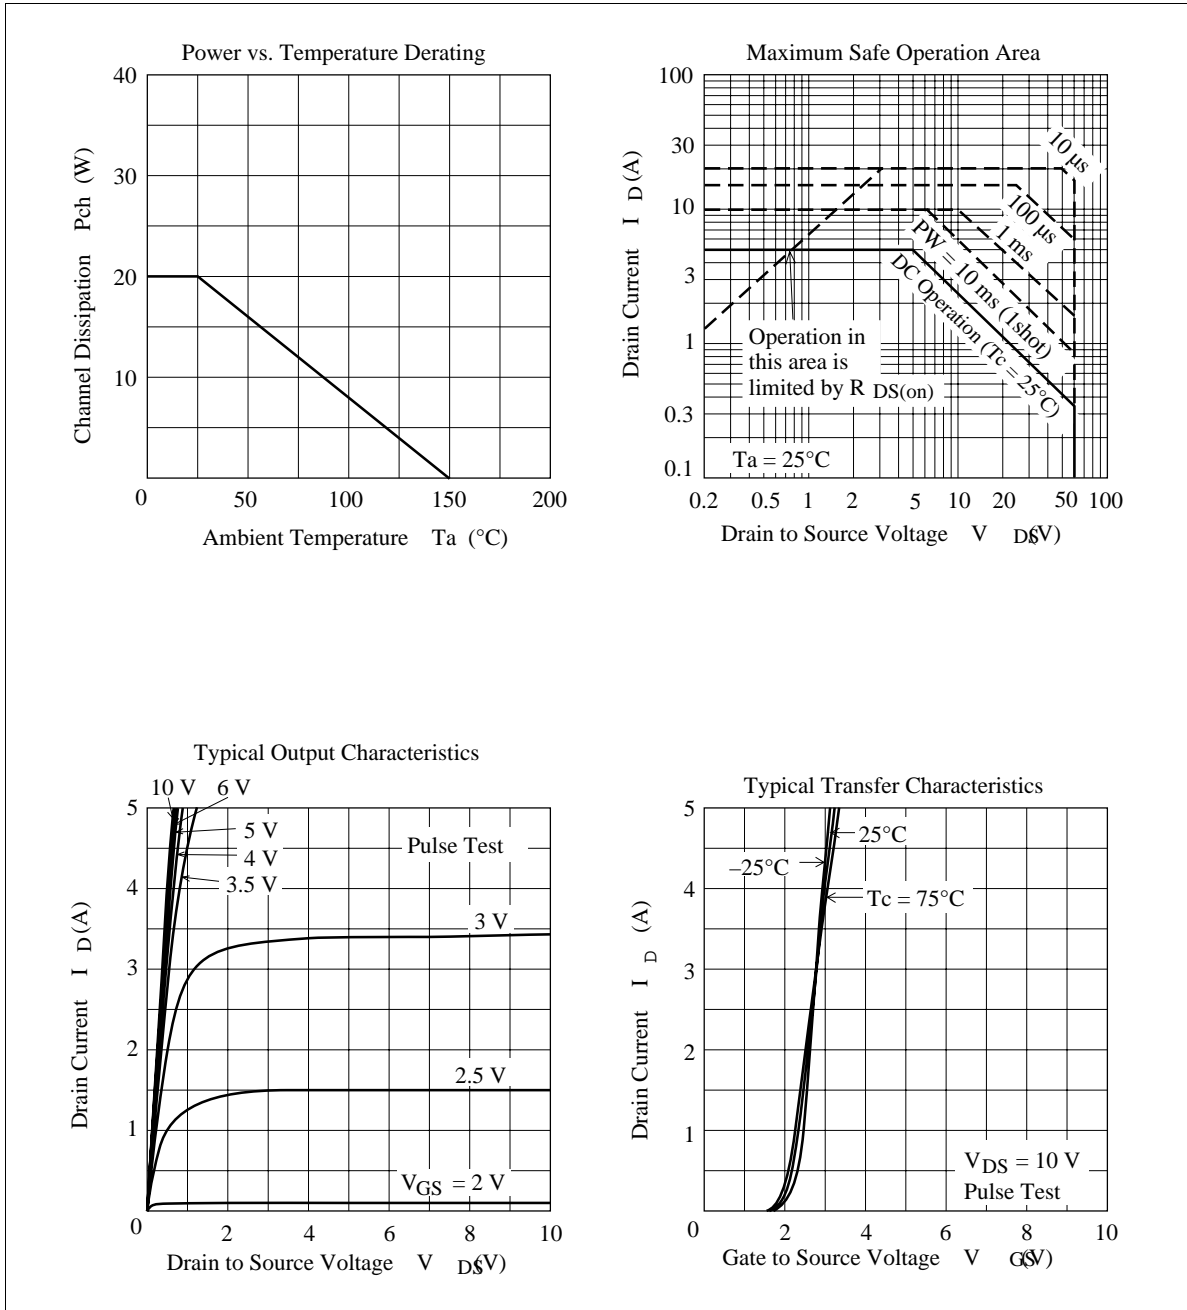 Power vs. Temperature Derating
40
30
20
10
0
50
100
150
200
Channel Dissipation Pch (W)
Ambient Temperature Ta (°C)
Maximum Safe Operation Area
100
30
10
3
1
0.3
0.1
0.2
0.5
1
2
5
10
20
50
100
Drain Current I D (A)
Drain to Source Voltage V DS (V)
10 µs
100 µs
1 ms
PW = 10 ms (1shot)
DC Operation (Tc = 25°C)
Operation in
this area is
limited by R DS(on)
Ta = 25°C
Typical Output Characteristics
10 V
6 V
5 V
4 V
3.5 V
Pulse Test
3 V
2.5 V
VGS = 2 V
5
4
3
2
1
0
2
4
6
8
10
Drain Current I D (A)
Drain to Source Voltage V DS (V)
Typical Transfer Characteristics
25°C
–25°C
Tc = 75°C
VDS = 10 V
Pulse Test
5
4
3
2
1
0
2
4
6
8
10
Drain Current I D (A)
Gate to Source Voltage V GS (V)